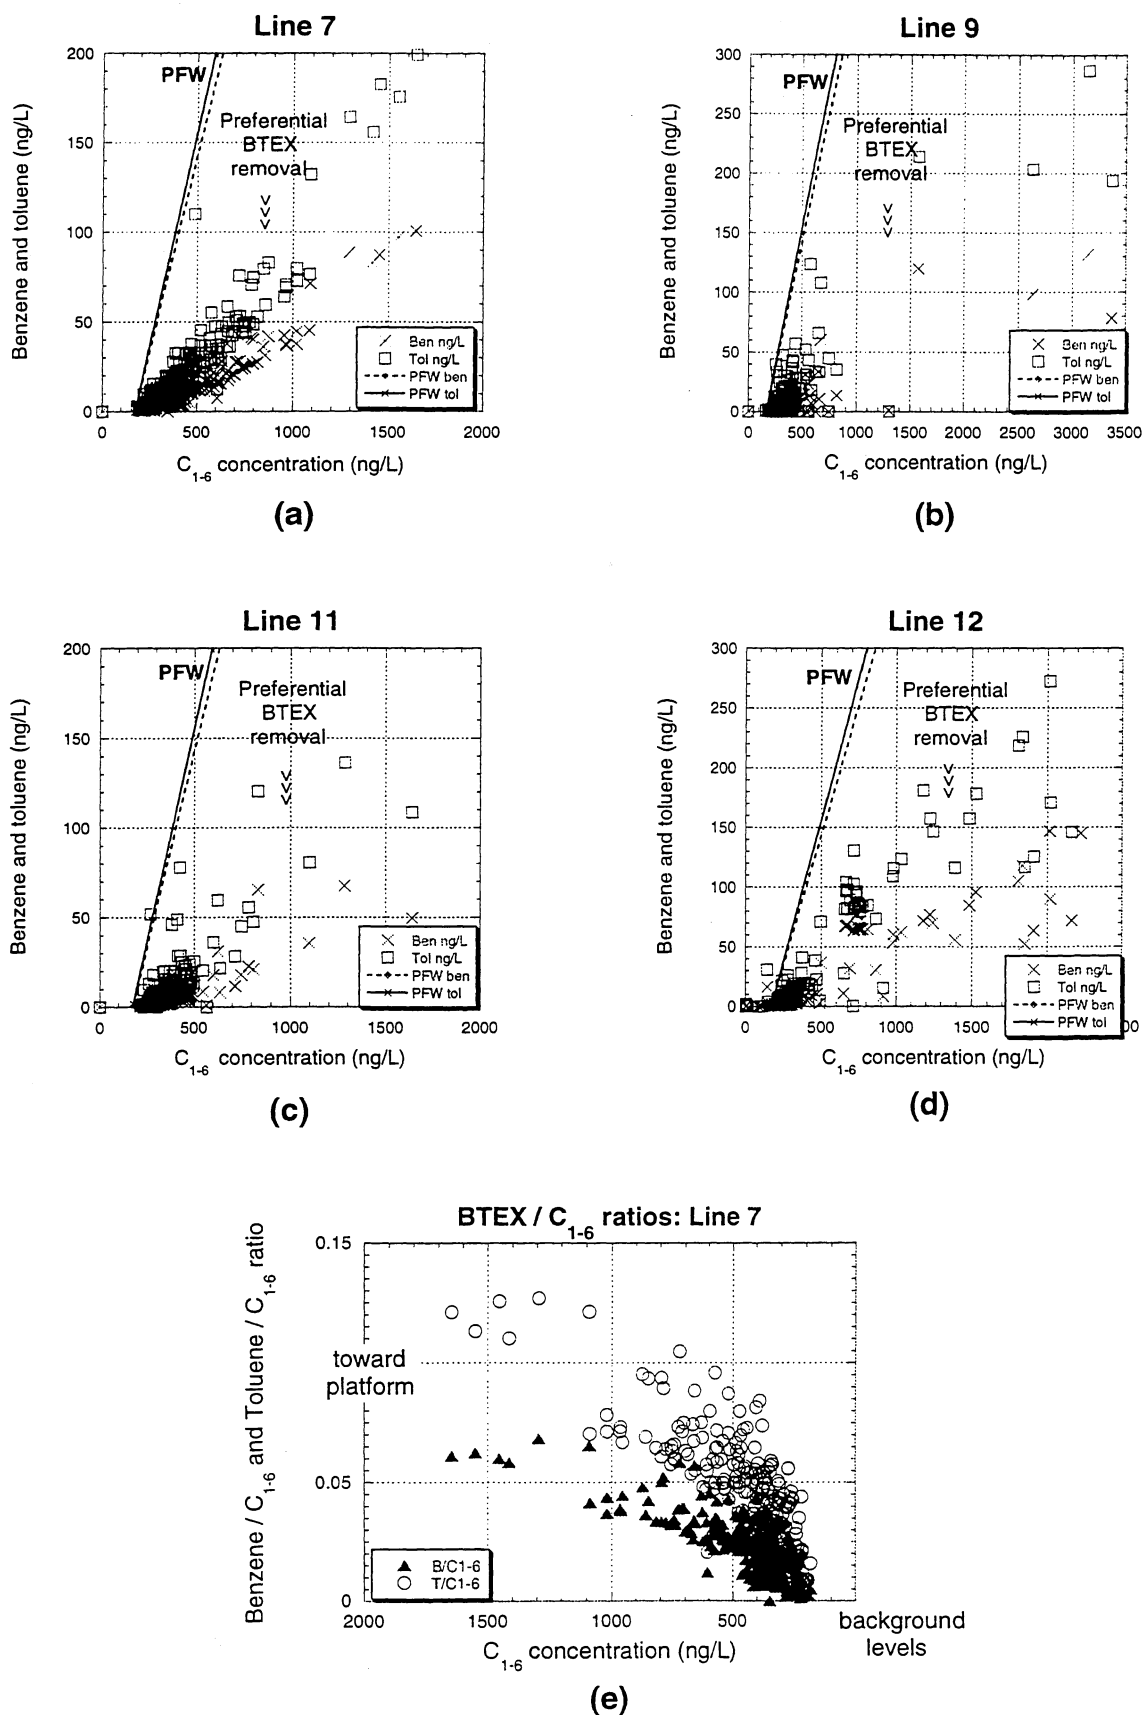 (a)
Line 7
Benzene and toluene (ng/L)
200
150
100
50
0
PFW
Preferential
BTEX
removal
Ben ng/L
Tol ng/L
PFW ben
PFW tol
0 500 1000 1500 2000
C1-6 concentration (ng/L)
(a)
(b)
Line 9
Benzene and toluene (ng/L)
300
250
200
150
100
50
0
PFW
Preferential
BTEX
removal
Ben ng/L
Tol ng/L
PFW ben
PFW tol
0 500 1000 1500 2000 2500 3000 3500
C1-6 concentration (ng/L)
(b)
Line 11
Benzene and toluene (ng/L)
200
150
100
50
0
PFW
Preferential
BTEX
removal
Ben ng/L
Tol ng/L
PFW ben
PFW tol
0 500 1000 1500 2000
C1-6 concentration (ng/L)
(c)
Line 12
Benzene and toluene (ng/L)
300
250
200
150
100
50
0
PFW
Preferential
BTEX
removal
Ben ng/L
Tol ng/L
PFW ben
PFW tol
0 500 1000 1500
C1-6 concentration (ng/L)
(d)
BTEX / C1-6 ratios: Line 7
Benzene / C1-6 and Toluene / C1-6 ratio
0.15
0.05
0
toward
platform
B/C1-6
T/C1-6
2000 1500 1000 500
background
levels
C1-6 concentration (ng/L)
(e)